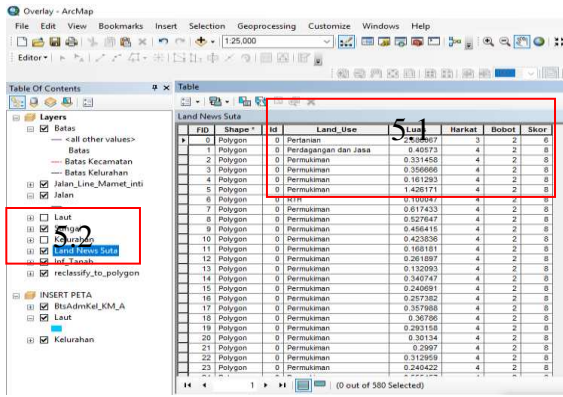 Overlay - ArcMap
File Edit View Bookmarks Insert Selection Geoprocessing Customize Windows Help
1:25,000
Editor
Table Of Contents
Table
Land News Suta
Layers
Batas
<all other values>
Batas
Batas Kecamatan
Batas Kelurahan
Jalan_Line_Mamet_inti
Jalan
Laut
Kelurahan
Land News Suta
Inf_Tanah
reclassify_to_polygon
INSERT PETA
BtsAdmKel_KM_A
Laut
Kelurahan
5.2
5.1
FID Shape * Id Land_Use Luas Harkat Bobot Skor
0 Polygon 0 Pertanian 3 2 6
1 Polygon 0 Perdagangan dan Jasa 0.40573 4 2 8
2 Polygon 0 Permukiman 0.331458 4 2 8
3 Polygon 0 Permukiman 0.356666 4 2 8
4 Polygon 0 Permukiman 0.161293 4 2 8
5 Polygon 0 Permukiman 1.426171 4 2 8
6 Polygon 0 RTH 0.100047 4 2 8
7 Polygon 0 Permukiman 0.617433 4 2 8
8 Polygon 0 Permukiman 0.527647 4 2 8
9 Polygon 0 Permukiman 0.456415 4 2 8
10 Polygon 0 Permukiman 0.423836 4 2 8
11 Polygon 0 Permukiman 0.168181 4 2 8
12 Polygon 0 Permukiman 0.261897 4 2 8
13 Polygon 0 Permukiman 0.132093 4 2 8
14 Polygon 0 Permukiman 0.340747 4 2 8
15 Polygon 0 Permukiman 0.240691 4 2 8
16 Polygon 0 Permukiman 0.257382 4 2 8
17 Polygon 0 Permukiman 0.357988 4 2 8
18 Polygon 0 Permukiman 0.36786 4 2 8
19 Polygon 0 Permukiman 0.293158 4 2 8
20 Polygon 0 Permukiman 0.30134 4 2 8
21 Polygon 0 Permukiman 0.2997 4 2 8
22 Polygon 0 Permukiman 0.312959 4 2 8
23 Polygon 0 Permukiman 0.240422 4 2 8
1
(0 out of 580 Selected)